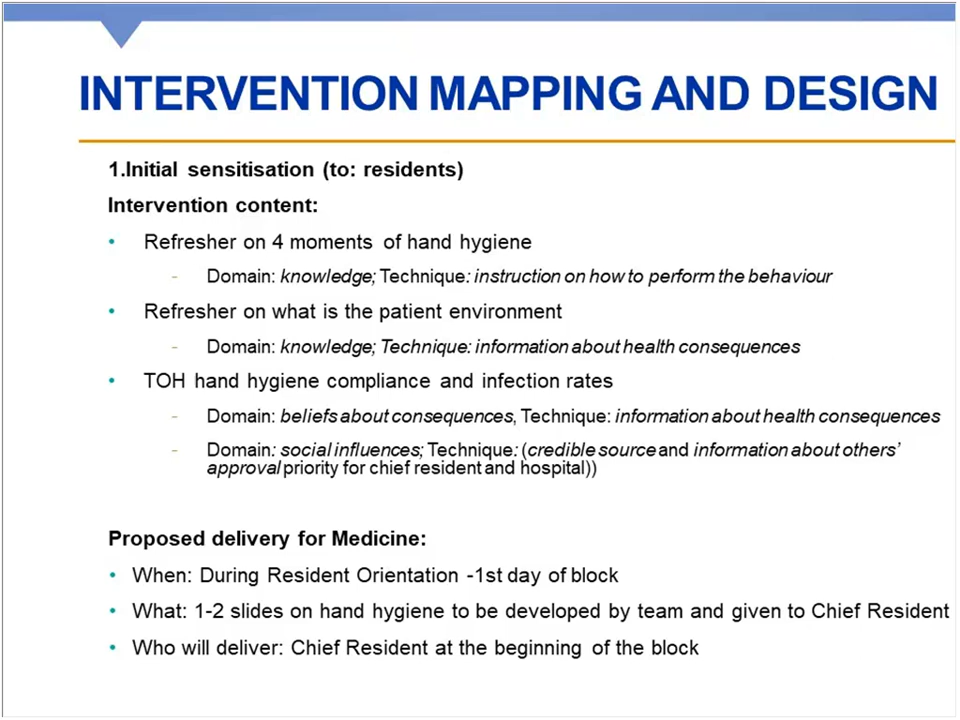 INTERVENTION MAPPING AND DESIGN
1.Initial sensitisation (to: residents)
Intervention content:
• Refresher on 4 moments of hand hygiene
- Domain: knowledge; Technique: instruction on how to perform the behaviour
• Refresher on what is the patient environment
- Domain: knowledge; Technique: information about health consequences
• TOH hand hygiene compliance and infection rates
- Domain: beliefs about consequences, Technique: information about health consequences
- Domain: social influences; Technique: (credible source and information about others’
approval priority for chief resident and hospital))
Proposed delivery for Medicine:
• When: During Resident Orientation -1st day of block
• What: 1-2 slides on hand hygiene to be developed by team and given to Chief Resident
• Who will deliver: Chief Resident at the beginning of the block